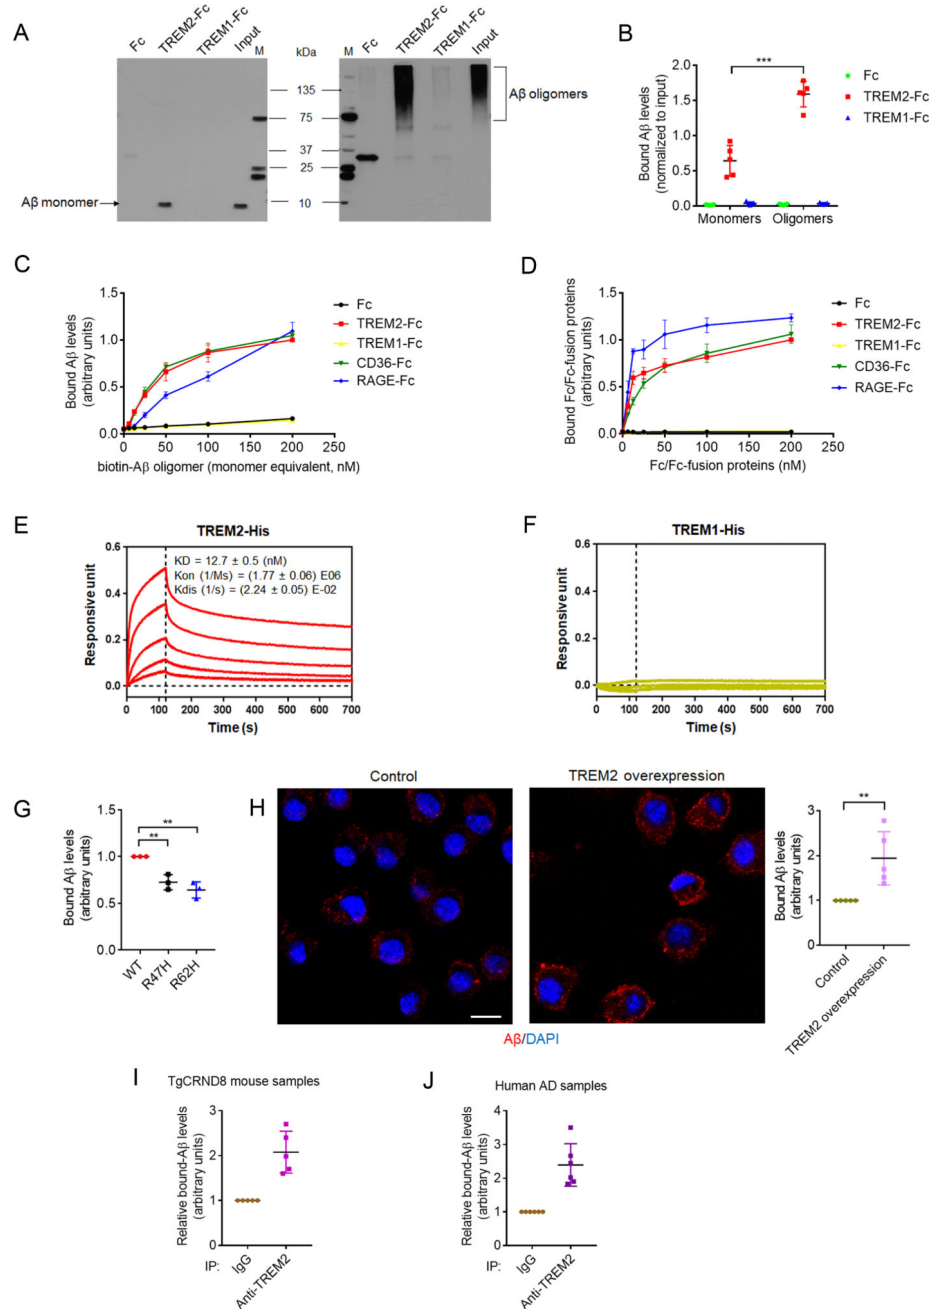 A
Fc
TREM2-Fc
TREM1-Fc
Input
M
kDa
M
Fc
TREM2-Fc
TREM1-Fc
Input
135
75
37
25
10
Aβ oligomers
Aβ monomer
B
Bound Aβ levels
(normalized to input)
2.0
1.5
1.0
0.5
0.0
***
Monomers
Oligomers
Fc
TREM2-Fc
TREM1-Fc
C
Bound Aβ levels
(arbitrary units)
1.5
1.0
0.5
0.0
0 50 100 150 200 250
biotin-Aβ oligomer (monomer equivalent, nM)
Fc
TREM2-Fc
TREM1-Fc
CD36-Fc
RAGE-Fc
D
Bound Fc/Fc-fusion proteins
(arbitrary units)
1.5
1.0
0.5
0.0
0 50 100 150 200 250
Fc/Fc-fusion proteins (nM)
Fc
TREM2-Fc
TREM1-Fc
CD36-Fc
RAGE-Fc
E
TREM2-His
Responsive unit
0.6
0.4
0.2
0.0
KD = 12.7 ± 0.5 (nM)
Kon (1/Ms) = (1.77 ± 0.06) E06
Kdis (1/s) = (2.24 ± 0.05) E-02
0 100 200 300 400 500 600 700
Time (s)
F
TREM1-His
Responsive unit
0.6
0.4
0.2
0.0
0 100 200 300 400 500 600 700
Time (s)
G
Bound Aβ levels
(arbitrary units)
1.5
1.0
0.5
0.0
**
**
WT
R47H
R62H
H
Control
TREM2 overexpression
Aβ/DAPI
Bound Aβ levels
(arbitrary units)
3
2
1
0
**
Control
TREM2 overexpression
I
TgCRND8 mouse samples
Relative bound-Aβ levels
(arbitrary units)
3
2
1
0
IP:
IgG
Anti-TREM2
J
Human AD samples
Relative bound-Aβ levels
(arbitrary units)
4
3
2
1
0
IP:
IgG
Anti-TREM2